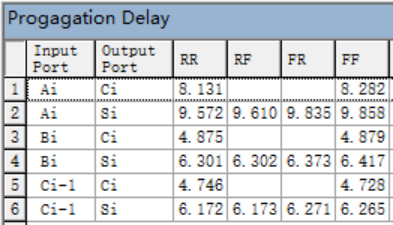 Progagation Delay
Input Port Output Port RR RF FR FF
1 Ai Ci 8.131 8.282
2 Ai Si 9.572 9.610 9.835 9.858
3 Bi Ci 4.875 4.879
4 Bi Si 6.301 6.302 6.373 6.417
5 Ci-1 Ci 4.746 4.728
6 Ci-1 Si 6.172 6.173 6.271 6.265